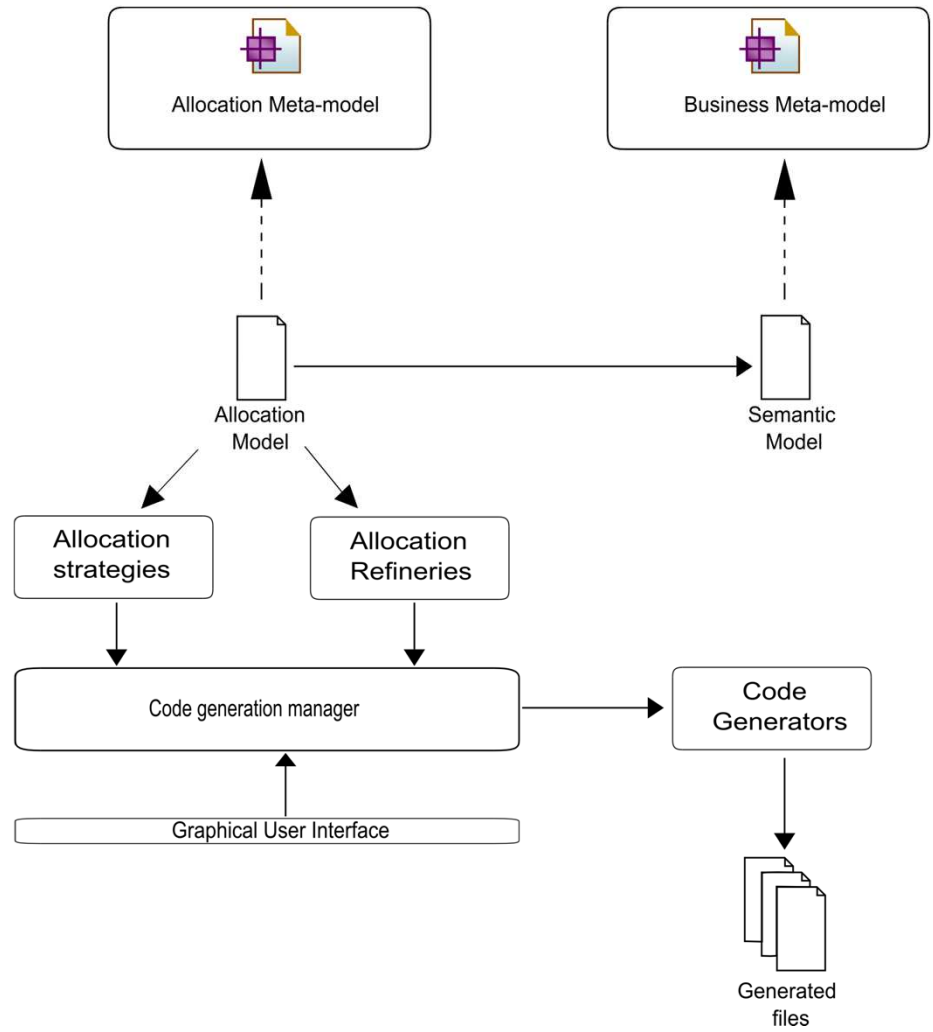 Allocation Meta-model
Business Meta-model
Allocation
Model
Semantic
Model
Allocation
strategies
Allocation
Refineries
Code generation manager
Code
Generators
Graphical User Interface
Generated
files